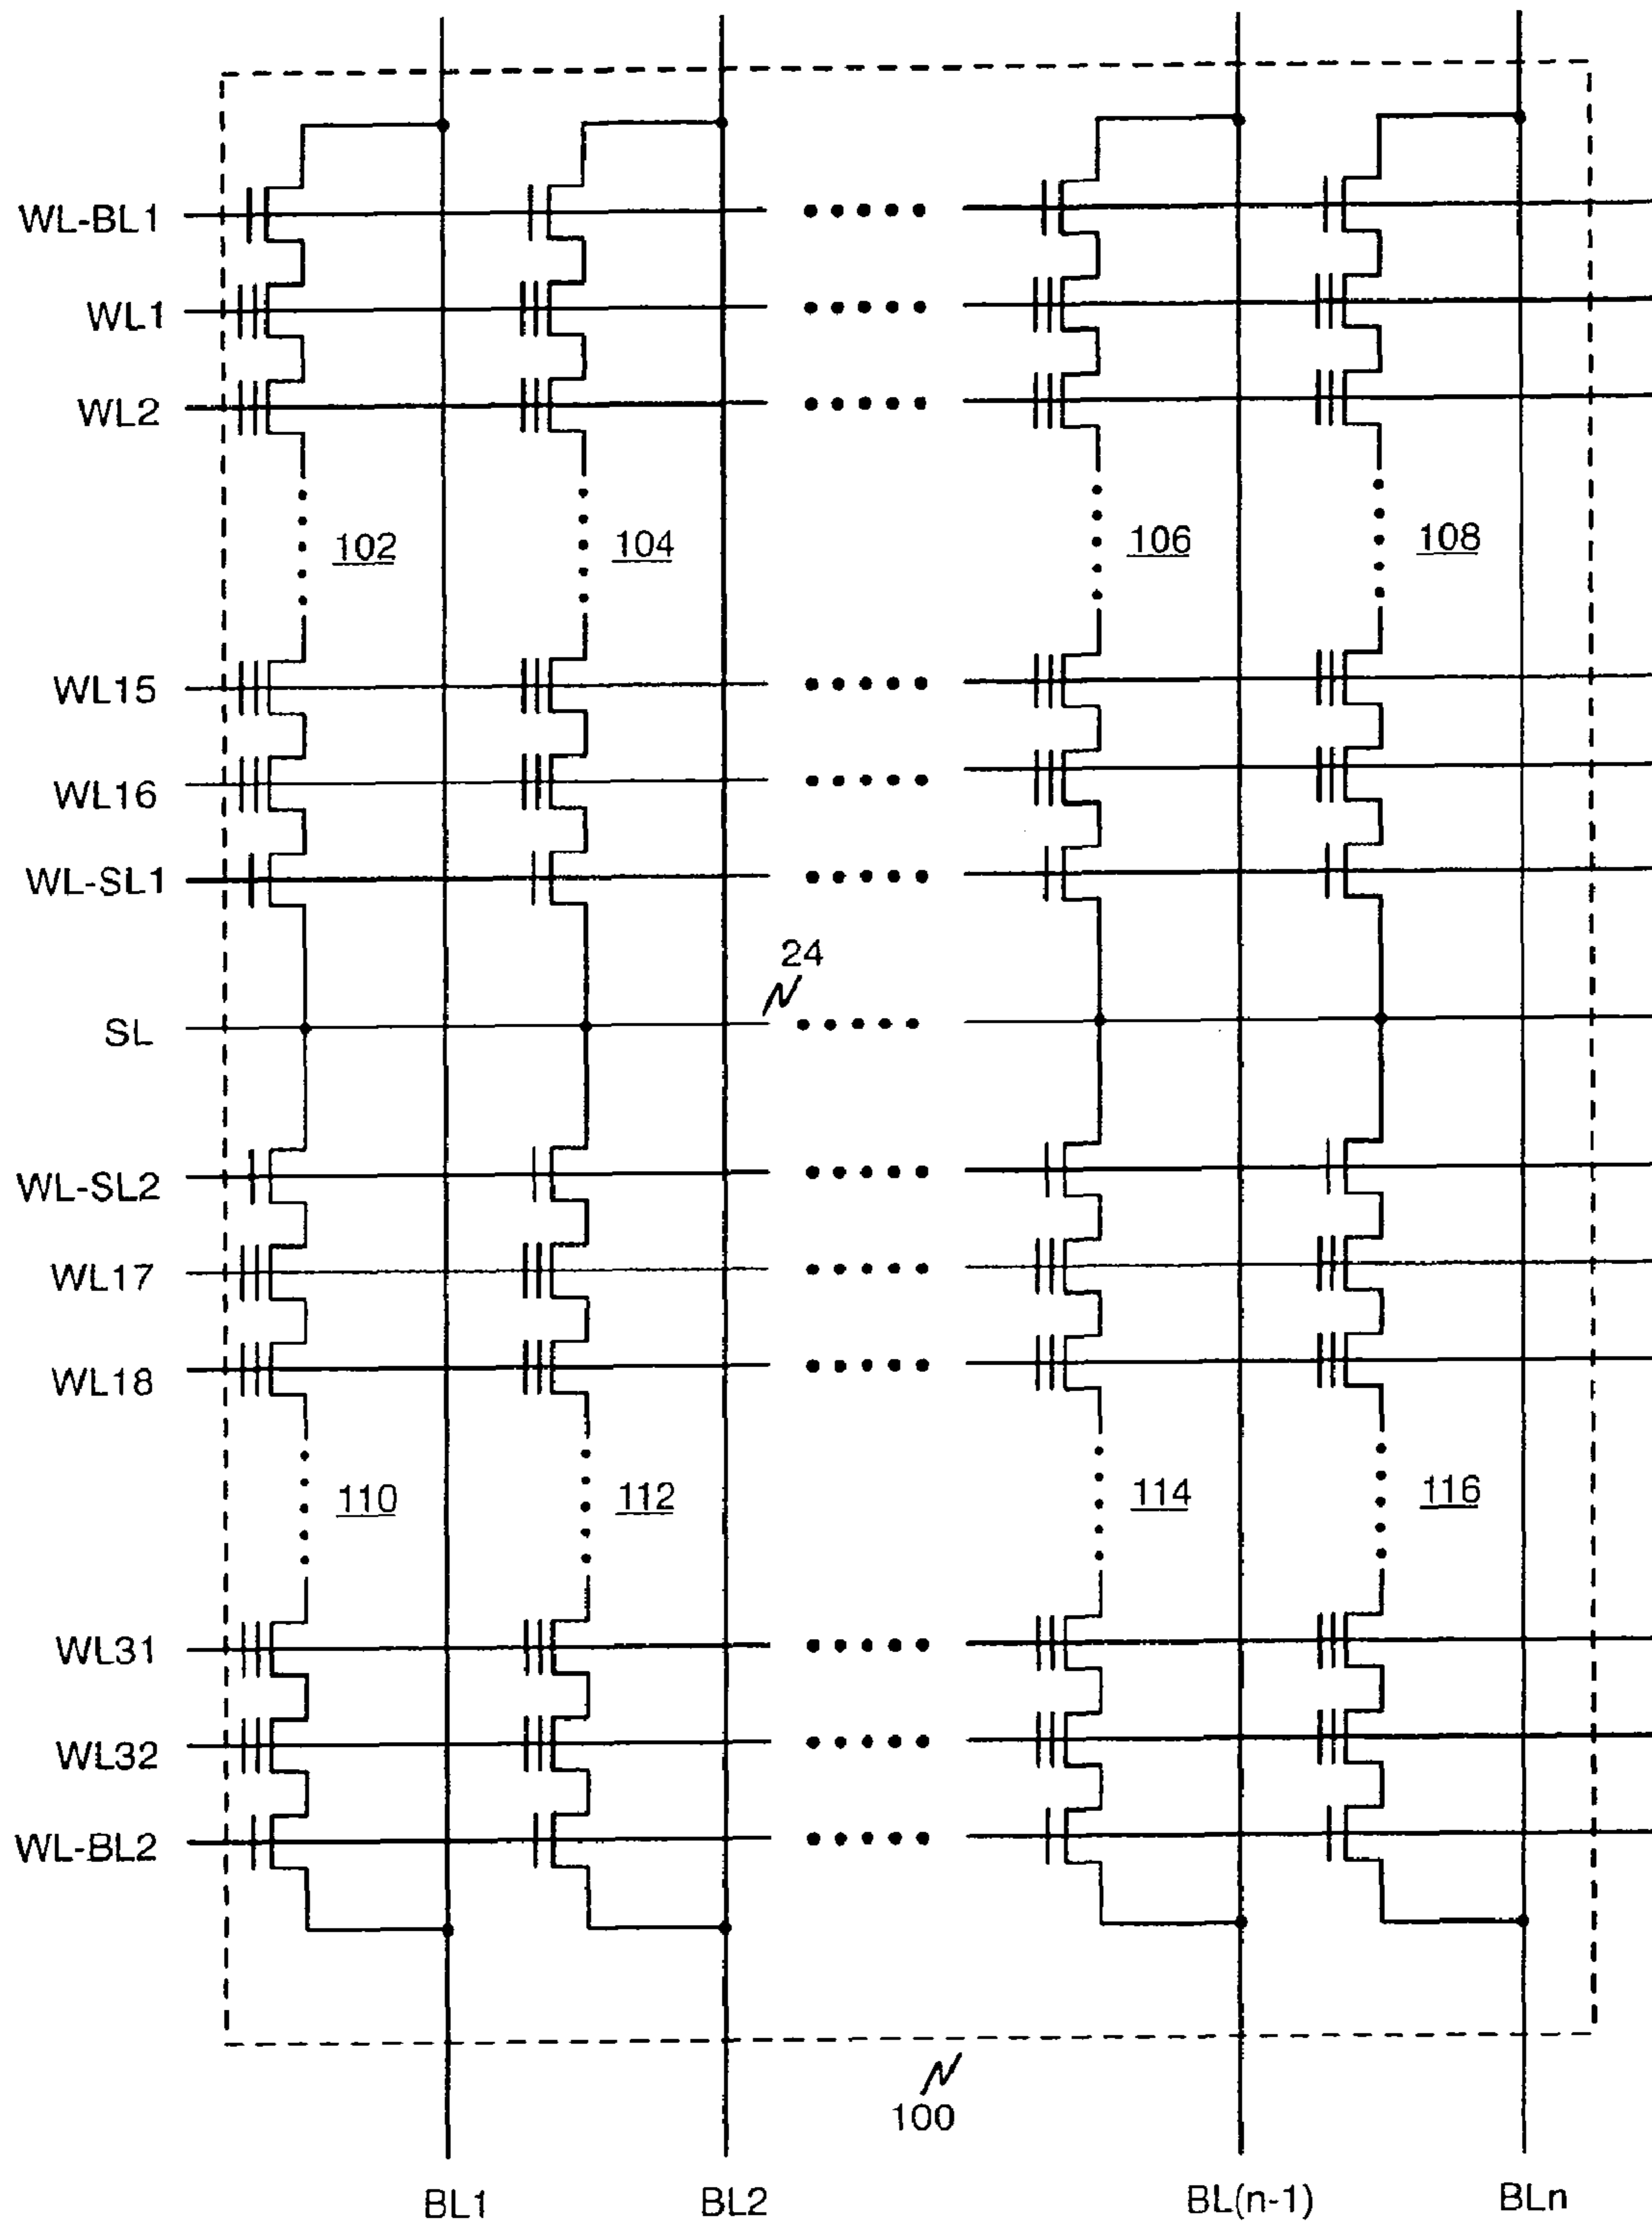 WL-BL1
WL1
WL2
102 104 106 108
WL15
WL16
WL-SL1
24
SL
WL-SL2
WL17
WL18
110 112 114 116
WL31
WL32
WL-BL2
100
BL1 BL2 BL(n-1) BLn